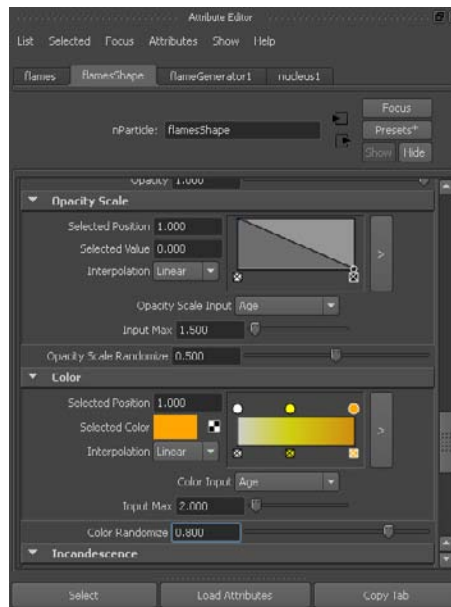 Attribute Editor
List Selected Focus Attributes Show Help
flames flamesShape flameGenerator1 nucleus1
Focus
nParticle: flamesShape Presets*
Show Hide
Opacity 1.000
Opacity Scale
Selected Position 1.000
Selected Value 0.000
Interpolation Linear
>
Opacity Scale Input Age
Input Max 1.500
Opacity Scale Randomize 0.500
Color
Selected Position 1.000
Selected Color
Interpolation Linear
>
Color Input Age
Input Max 2.000
Color Randomize 0.800
Incandescence
Select Load Attributes Copy Tab